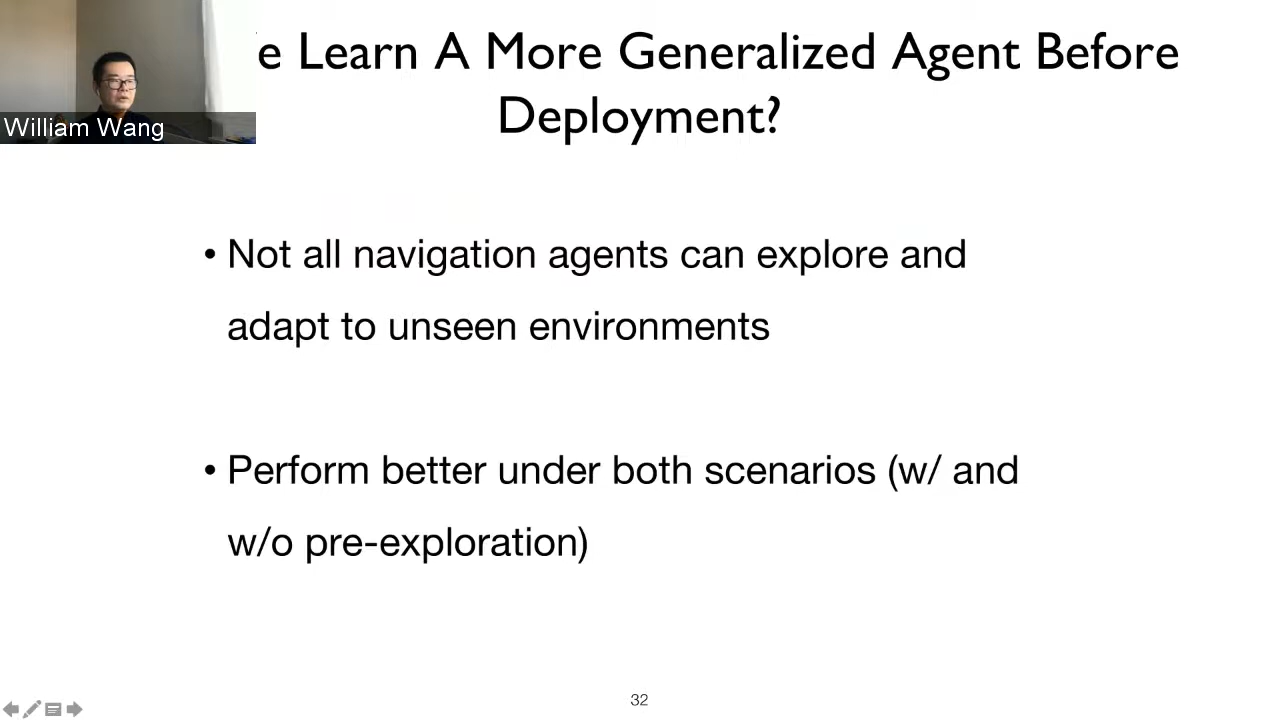 e Learn A More Generalized Agent Before
Deployment?
William Wang
• Not all navigation agents can explore and
adapt to unseen environments
• Perform better under both scenarios (w/ and
w/o pre-exploration)
32